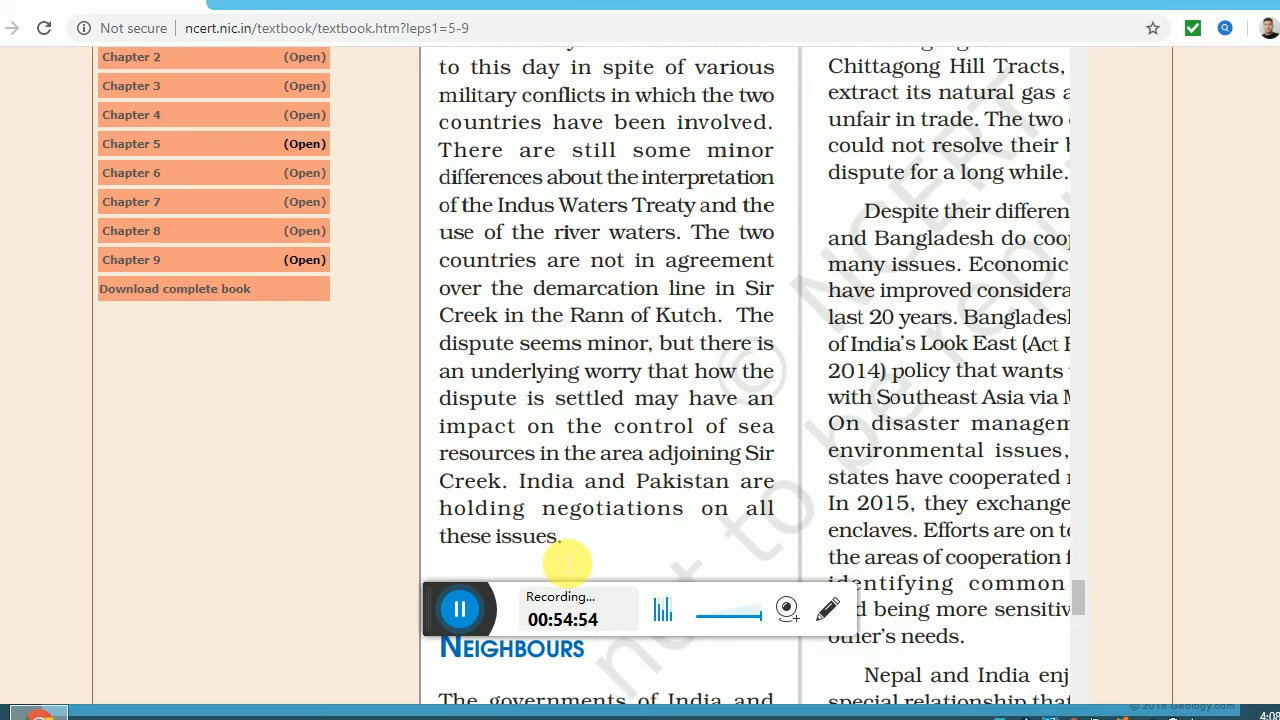 Not secure
ncert.nic.in/textbook/textbook.htm?leps1=5-9
Chapter 2 (Open)
Chapter 3 (Open)
Chapter 4 (Open)
Chapter 5 (Open)
Chapter 6 (Open)
Chapter 7 (Open)
Chapter 8 (Open)
Chapter 9 (Open)
Download complete book
to this day in spite of various
military conflicts in which the two
countries have been involved.
There are still some minor
differences about the interpretation
of the Indus Waters Treaty and the
use of the river waters. The two
countries are not in agreement
over the demarcation line in Sir
Creek in the Rann of Kutch. The
dispute seems minor, but there is
an underlying worry that how the
dispute is settled may have an
impact on the control of sea
resources in the area adjoining Sir
Creek. India and Pakistan are
holding negotiations on all
these issues.
Recording...
00:54:54
NEIGHBOURS
The governments of India and
Chittagong Hill Tracts,
extract its natural gas
unfair in trade. The two
could not resolve their
dispute for a long while.
Despite their
and Bangladesh do
many issues. Economic
have improved
last 20 years.
of India's Look East (Act
2014) policy that wants
with Southeast Asia via
On disaster
environmental issues,
states have cooperated
In 2015, they
enclaves. Efforts are on
the areas of cooperation
identifying common
being more
other's needs.
Nepal and India
special relationship
© NCERT
not to be
© 2018 Geology.com